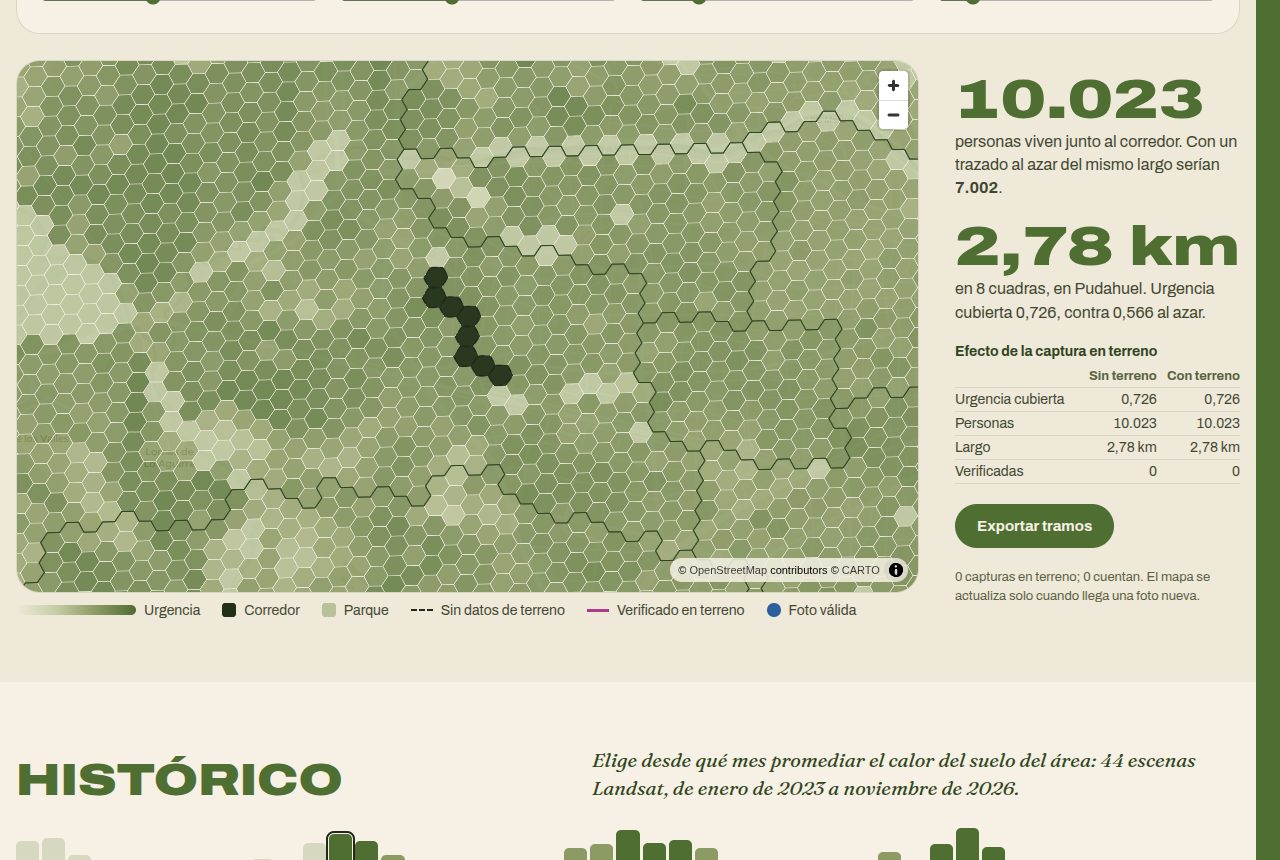 10.023
personas viven junto al corredor. Con un
trazado al azar del mismo largo serían
7.002.
2,78 km
en 8 cuadras, en Pudahuel. Urgencia
cubierta 0,726, contra 0,566 al azar.
Efecto de la captura en terreno
Sin terreno Con terreno
Urgencia cubierta 0,726 0,726
Personas 10.023 10.023
Largo 2,78 km 2,78 km
Verificadas 0 0
Exportar tramos
0 capturas en terreno; 0 cuentan. El mapa se
actualiza solo cuando llega una foto nueva.
© OpenStreetMap contributors © CARTO
Urgencia Corredor Parque Sin datos de terreno Verificado en terreno Foto válida
HISTÓRICO
Elige desde qué mes promediar el calor del suelo del área: 44 escenas
Landsat, de enero de 2023 a noviembre de 2026.